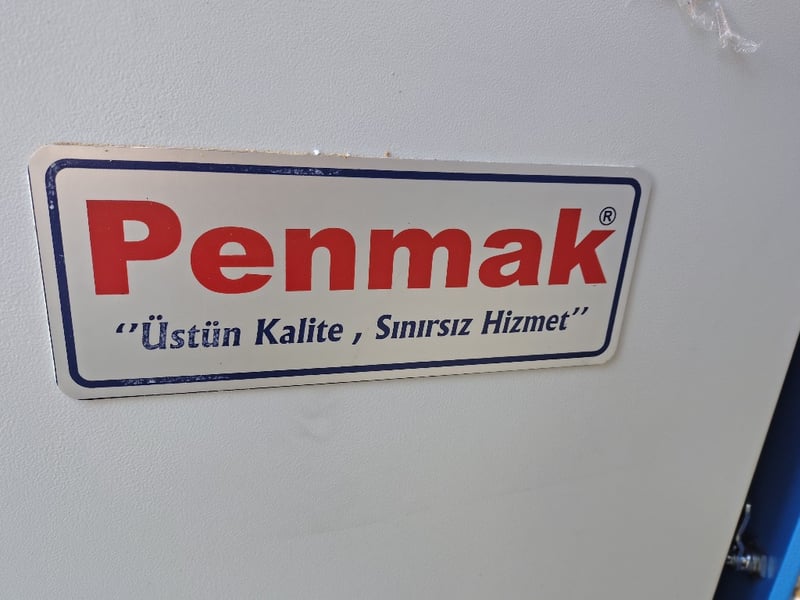 Penmak®
‘’Üstün Kalite , Sınırsız Hizmet’’